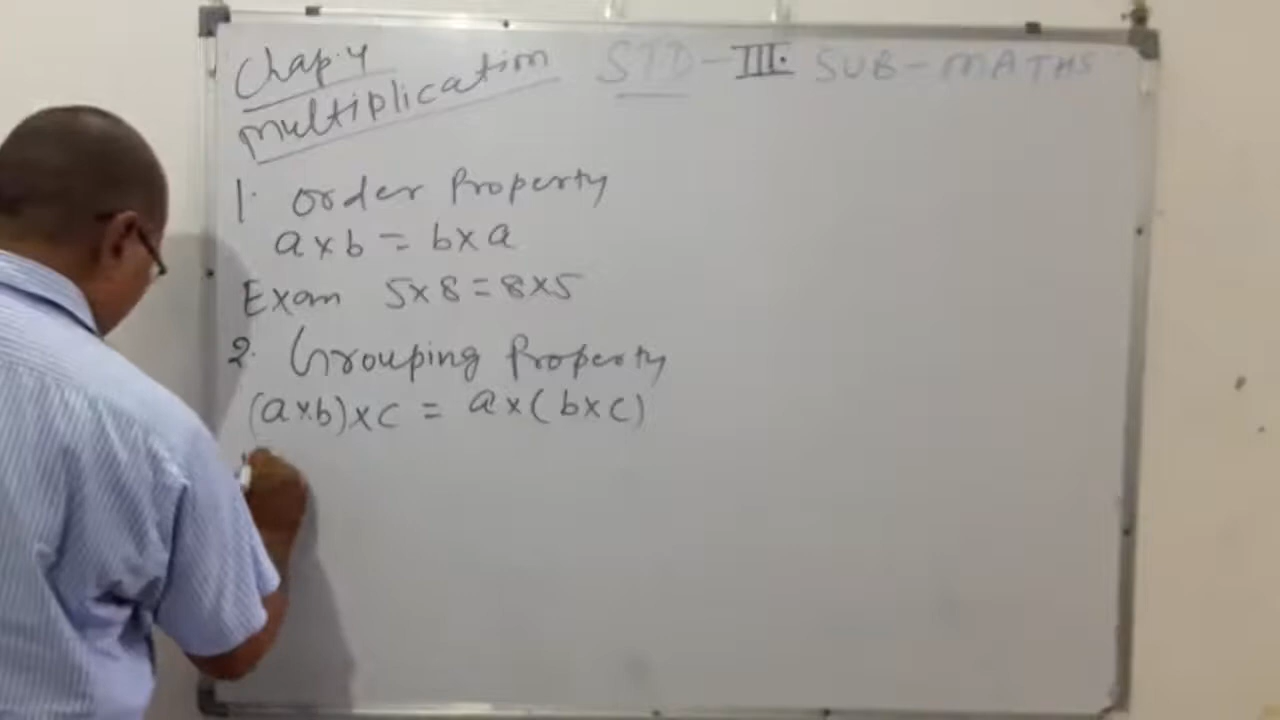 Chap 4 STD - III. SUB - MATHS
multiplication
1. Order Property
a x b = b x a
Exam 5 x 8 = 8 x 5
2. Grouping Property
(a x b) x c = a x ( b x c )